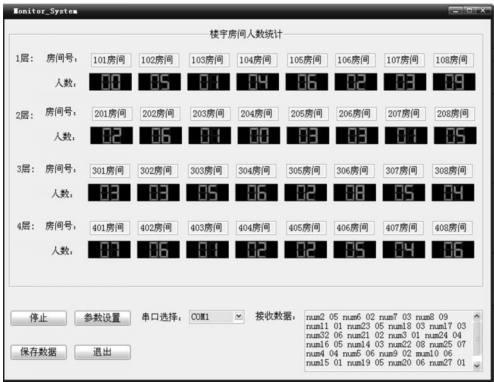 Monitor_System
楼宇房间人数统计
1层: 房间号: 101房间 102房间 103房间 104房间 105房间 106房间 107房间 108房间
人数: 00 05 01 04 06 02 03 09
2层: 房间号: 201房间 202房间 203房间 204房间 205房间 206房间 207房间 208房间
人数: 02 06 01 00 03 03 01 05
3层: 房间号: 301房间 302房间 303房间 304房间 305房间 306房间 307房间 308房间
人数: 03 03 05 06 02 08 05 04
4层: 房间号: 401房间 402房间 403房间 404房间 405房间 406房间 407房间 408房间
人数: 07 06 01 02 02 05 04 06
停止 参数设置 串口选择: COM1 接收数据: num2 05 num6 02 num7 03 num8 09
num11 01 num23 05 num18 03 num17 03
num32 06 num21 02 num3 01 num24 04
num16 05 num14 03 num22 08 num25 07
保存数据 退出 num4 04 num5 06 num9 02 mum10 06
num15 01 num19 05 num20 06 num27 01